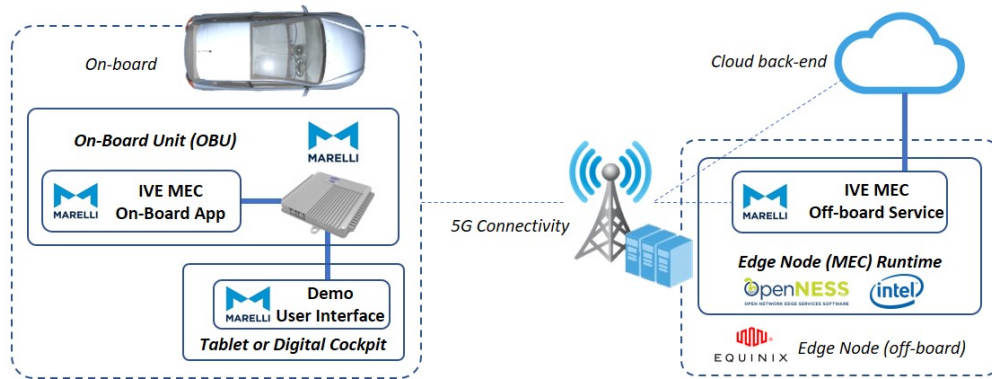 On-board
On-Board Unit (OBU)
MARELLI
MARELLI
IVE MEC
On-Board App
MARELLI
Demo
User Interface
Tablet or Digital Cockpit
5G Connectivity
Cloud back-end
MARELLI
IVE MEC
Off-board Service
Edge Node (MEC) Runtime
OpenNESS
OPEN NETWORK EDGE SERVICES SOFTWARE
intel
EQUINIX
Edge Node (off-board)